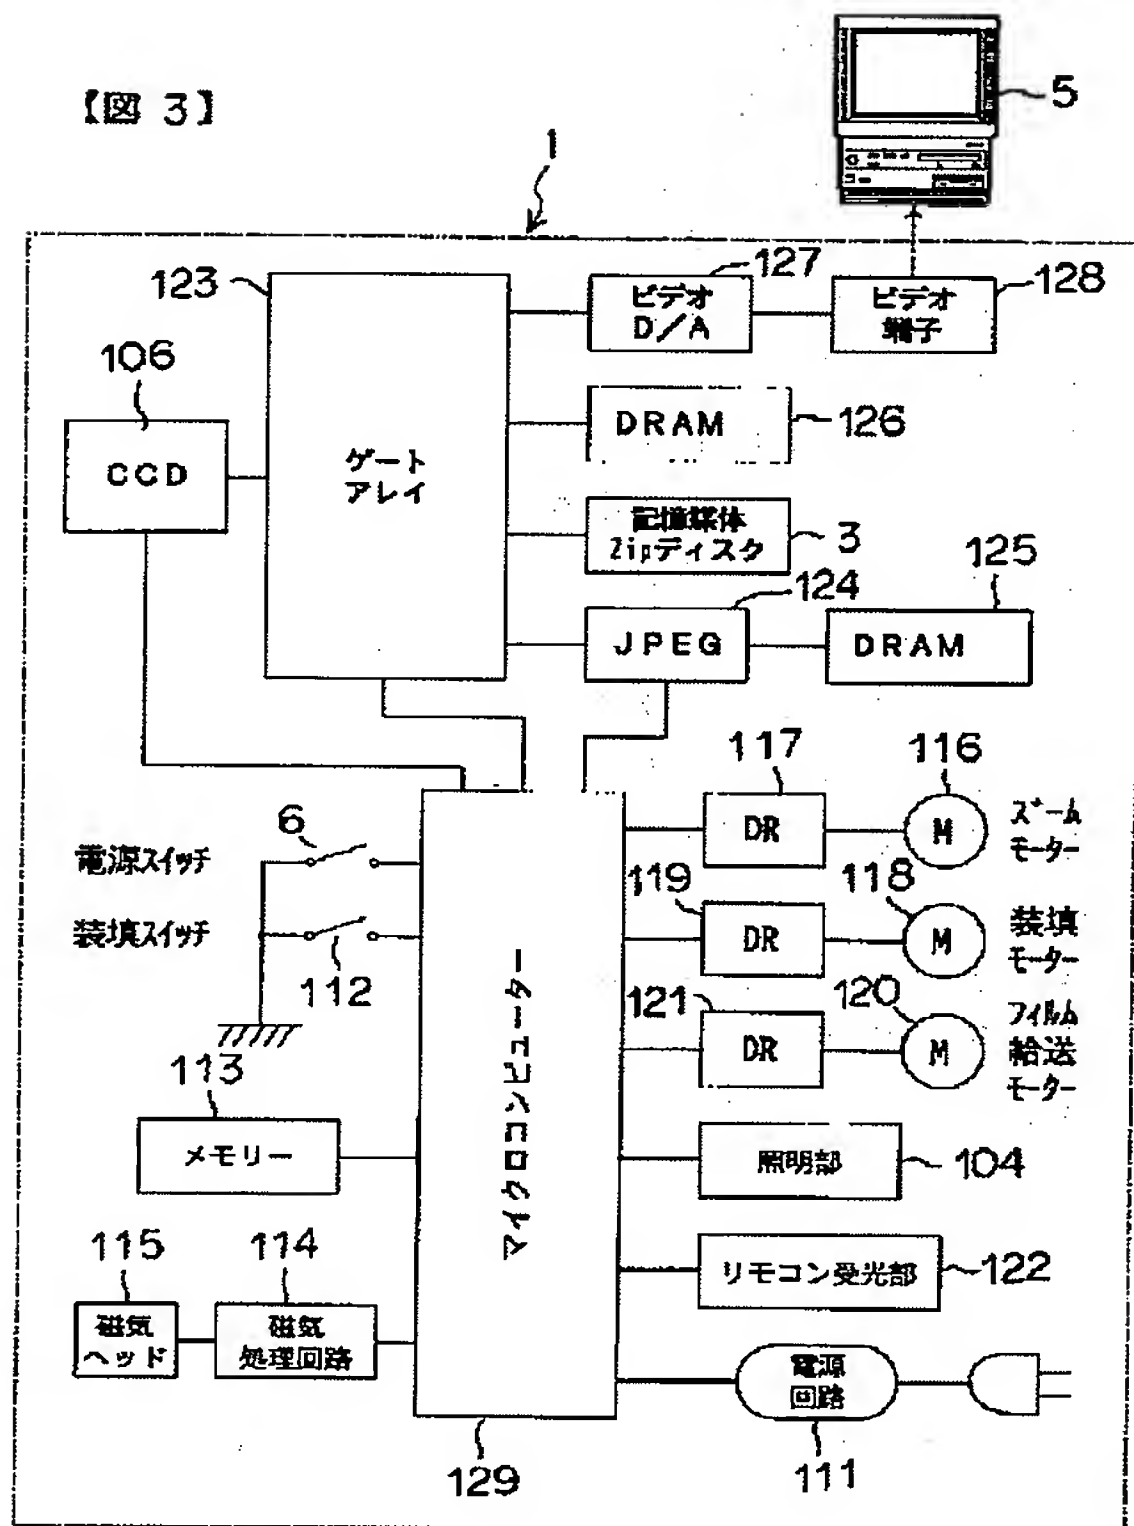 【図 3】
5
1
123
127
128
ビデオ
D／A
ビデオ
端子
106
CCD
ゲート
アレイ
DRAM
126
記憶媒体
Zipディスク
3
124
125
JPEG
DRAM
117
116
DR
M
ズーム
モーター
6
電源スイッチ
119
118
装填スイッチ
112
DR
M
装填
モーター
121
120
DR
M
フィルム
給送
モーター
マイクロコンピューター
113
メモリー
照明部
104
115
114
リモコン受光部
122
磁気
ヘッド
磁気
処理回路
電源
回路
129
111